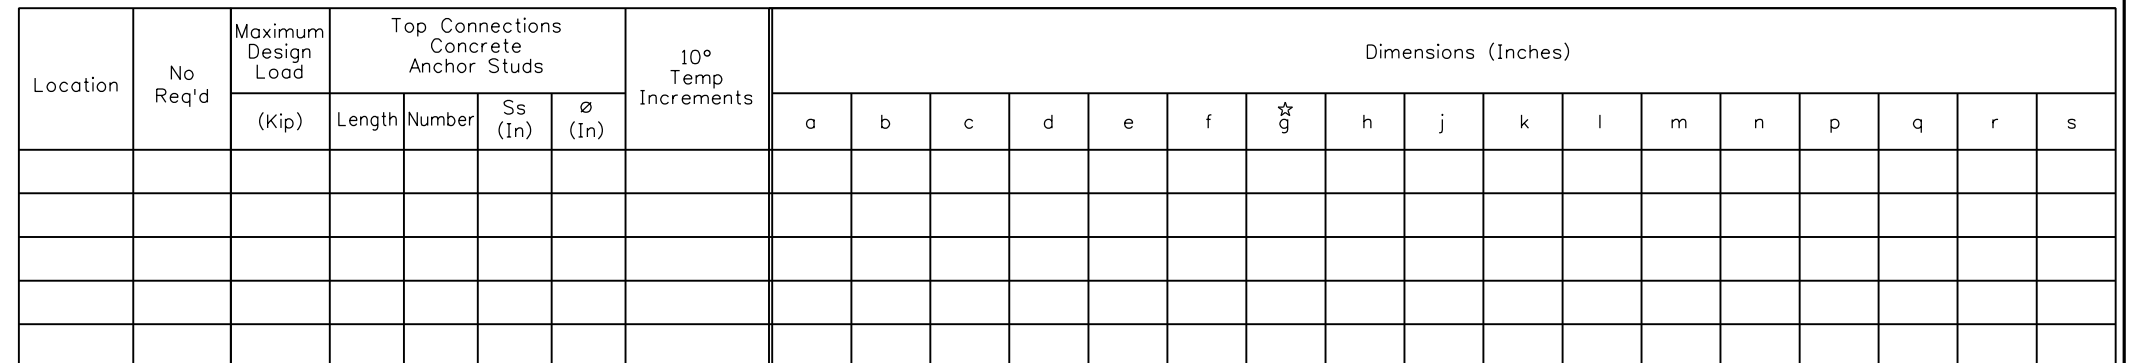 Location
No
Req'd
Maximum
Design
Load
(Kip)
Top Connections
Concrete
Anchor Studs
Length
Number
Ss
(In)
Ø
(In)
10°
Temp
Increments
Dimensions (Inches)
a b c d e f ☆ g h j k l m n p q r s